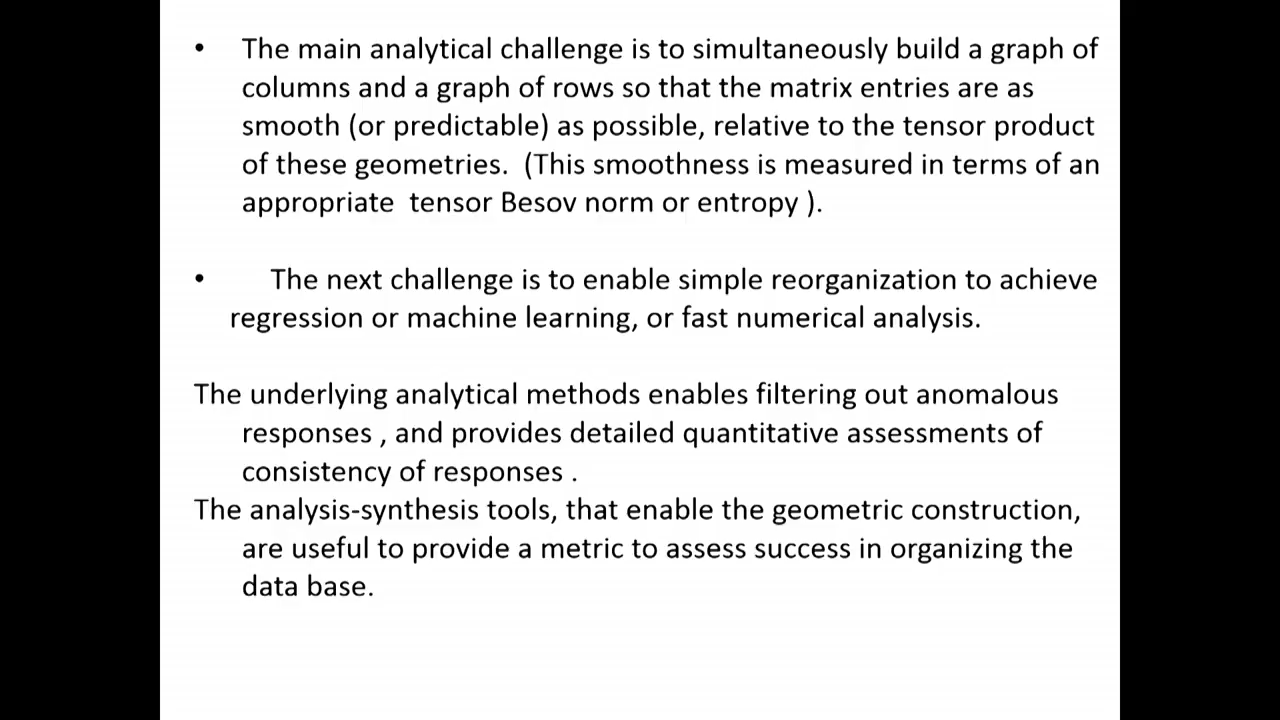 • The main analytical challenge is to simultaneously build a graph of
columns and a graph of rows so that the matrix entries are as
smooth (or predictable) as possible, relative to the tensor product
of these geometries.  (This smoothness is measured in terms of an
appropriate  tensor Besov norm or entropy ).
• The next challenge is to enable simple reorganization to achieve
regression or machine learning, or fast numerical analysis.
The underlying analytical methods enables filtering out anomalous
responses , and provides detailed quantitative assessments of
consistency of responses .
The analysis-synthesis tools, that enable the geometric construction,
are useful to provide a metric to assess success in organizing the
data base.